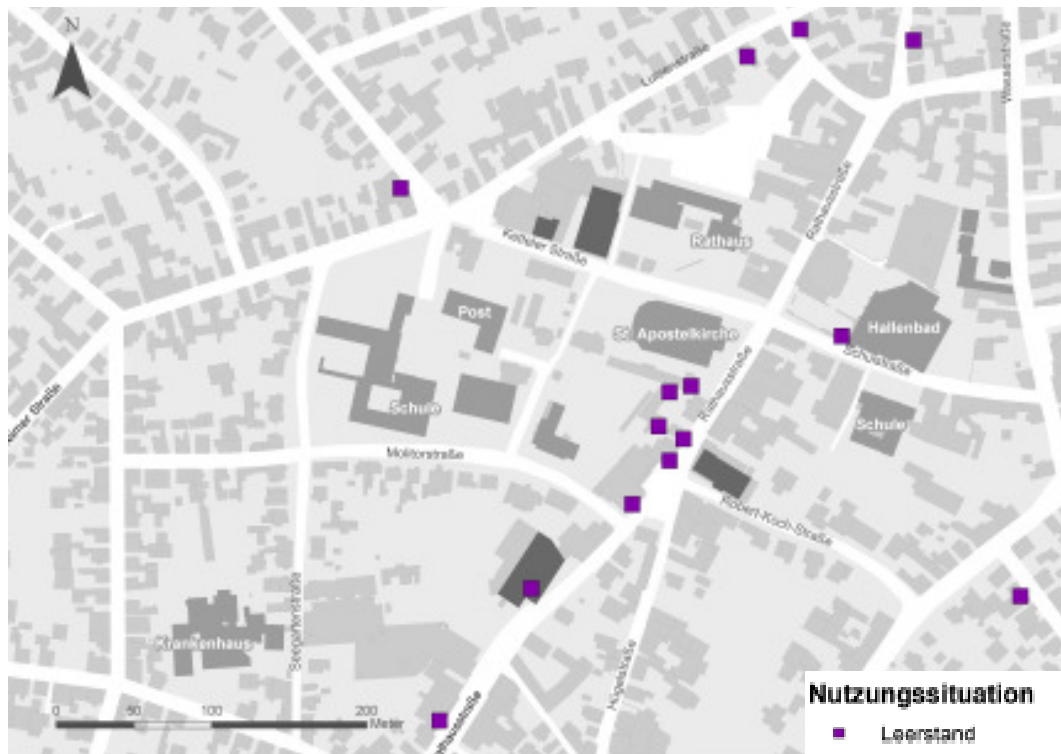 N
Luisenstraße
Weserstraße
Rathausstraße
Ketteler Straße
Rathaus
Post
St. Apostelkirche
Hallenbad
Schulstraße
Rathausstraße
Schule
Schule
Molitorstraße
Robert-Koch-Straße
Seegartenstraße
Krankenhaus
Hügelstraße
0 50 100 200
Meter
Nutzungssituation
Leerstand